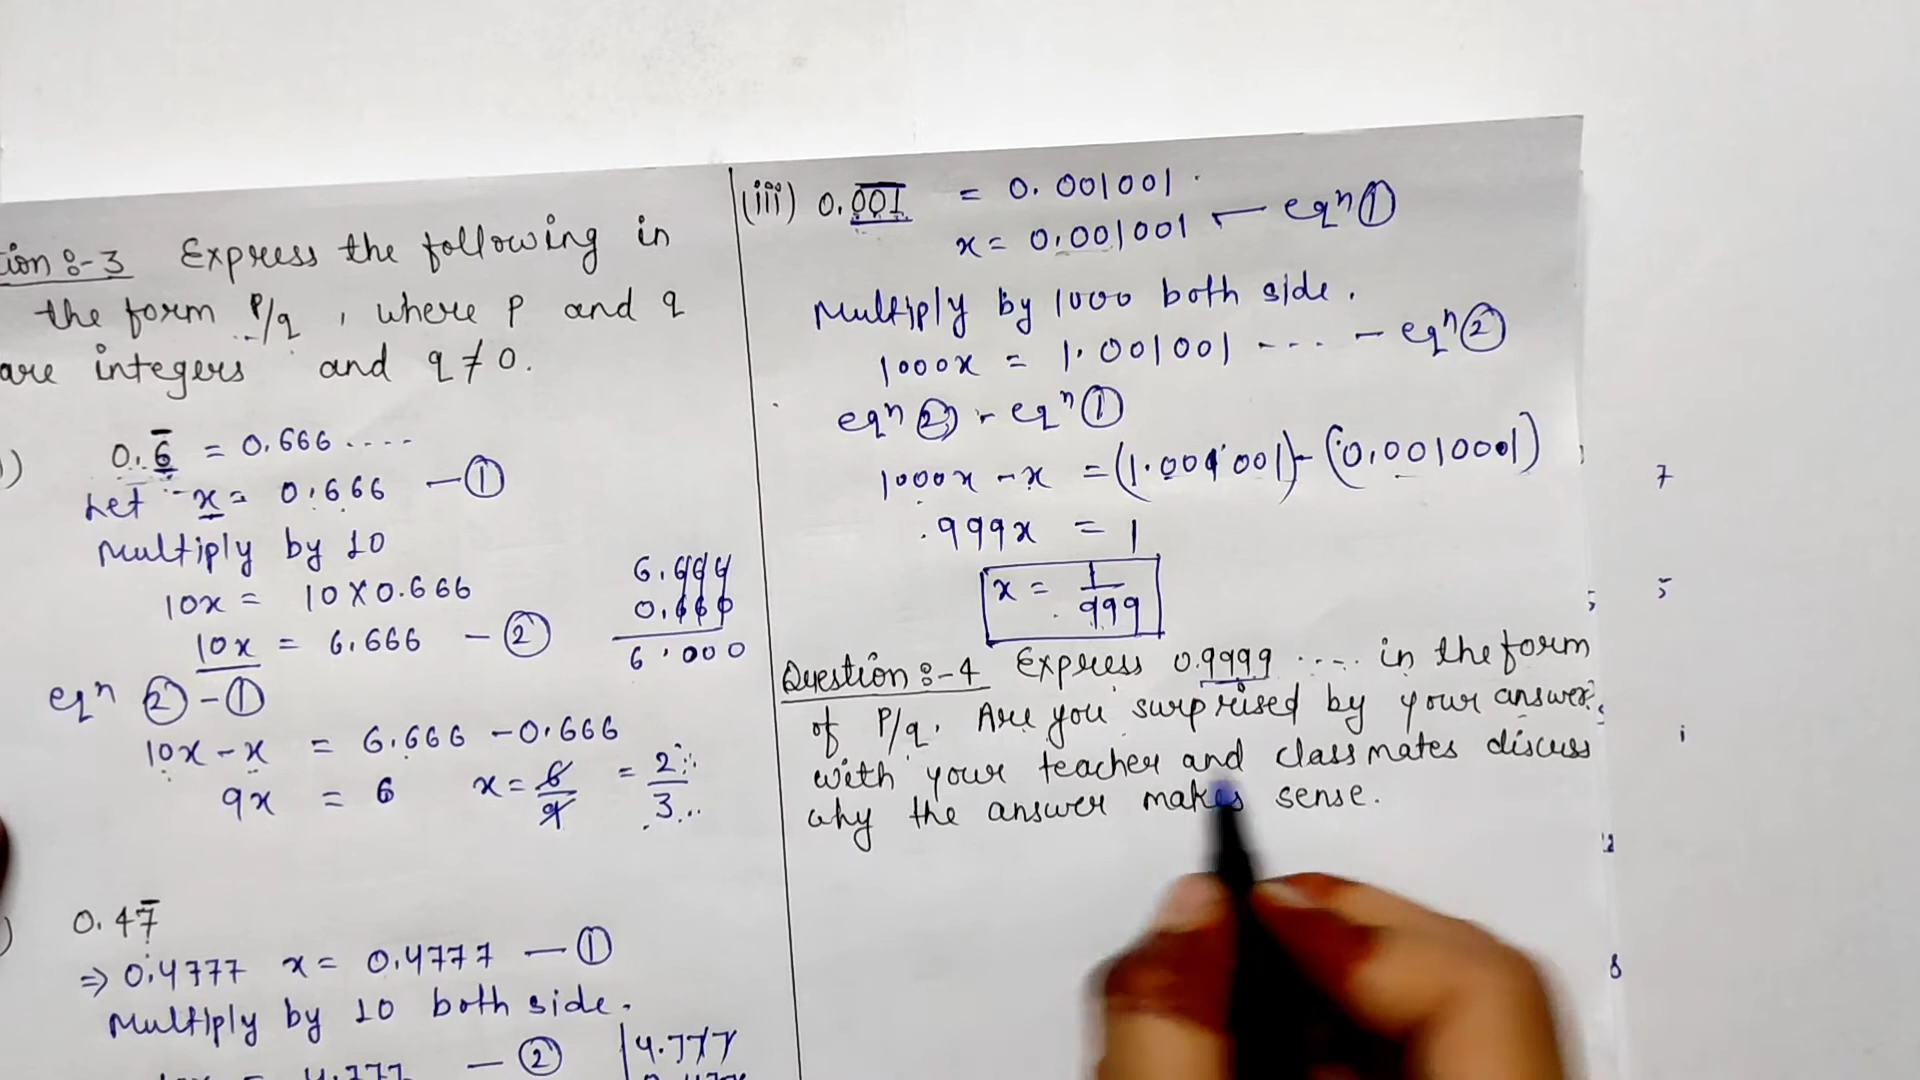 ion :- 3 Express the following in
the form P/q , where p and q
are integers and q ≠ 0.
) 0.6̅ = 0.666 ....
Let x = 0.666 — ①
Multiply by 10
10x = 10 X 0.666
10x = 6.666 — ②
6.666
0.666
6.000
eqⁿ ② - ①
10x - x = 6.666 - 0.666
9x = 6 x = 6/9 = 2/3
) 0.47̅
⇒ 0.4777 x = 0.4777 — ①
Multiply by 10 both side.
4.777 — ②
4.777
(iii) 0.0̅0̅1̅ = 0.001001.
x = 0.001001 — eqⁿ ①
Multiply by 1000 both side.
1000x = 1.001001 --- — eqⁿ ②
eqⁿ ② - eqⁿ ①
1000x - x = (1.001001) - (0.0010001)
999x = 1
x = 1/999
Question :- 4 Express 0.9999 .... in the form
of P/q. Are you surprised by your answer?
with your teacher and classmates discuss
why the answer makes sense.